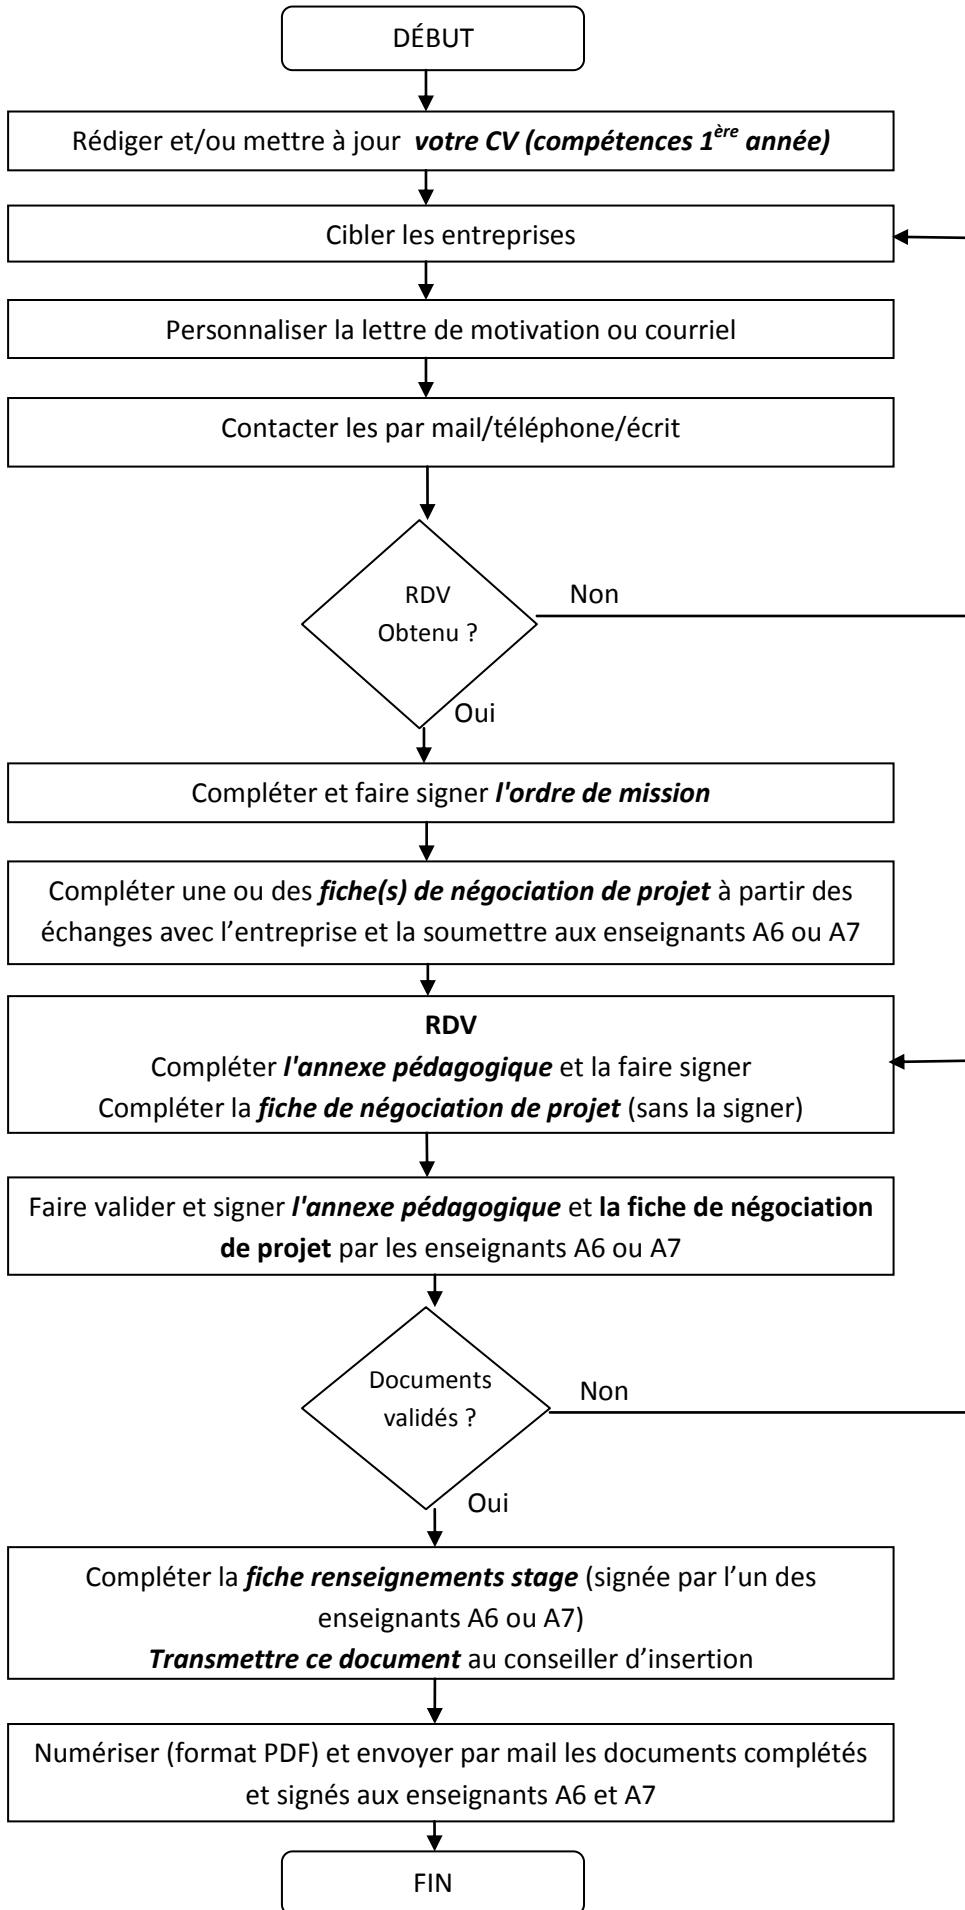 DÉBUT
Rédiger et/ou mettre à jour votre CV (compétences 1ère année)
Cibler les entreprises
Personnaliser la lettre de motivation ou courriel
Contacter les par mail/téléphone/écrit
RDV
Obtenu ?
Non
Oui
Compléter et faire signer l'ordre de mission
Compléter une ou des fiche(s) de négociation de projet à partir des
échanges avec l’entreprise et la soumettre aux enseignants A6 ou A7
RDV
Compléter l'annexe pédagogique et la faire signer
Compléter la fiche de négociation de projet (sans la signer)
Faire valider et signer l'annexe pédagogique et la fiche de négociation
de projet par les enseignants A6 ou A7
Documents
validés ?
Non
Oui
Compléter la fiche renseignements stage (signée par l’un des
enseignants A6 ou A7)
Transmettre ce document au conseiller d’insertion
Numériser (format PDF) et envoyer par mail les documents complétés
et signés aux enseignants A6 et A7
FIN